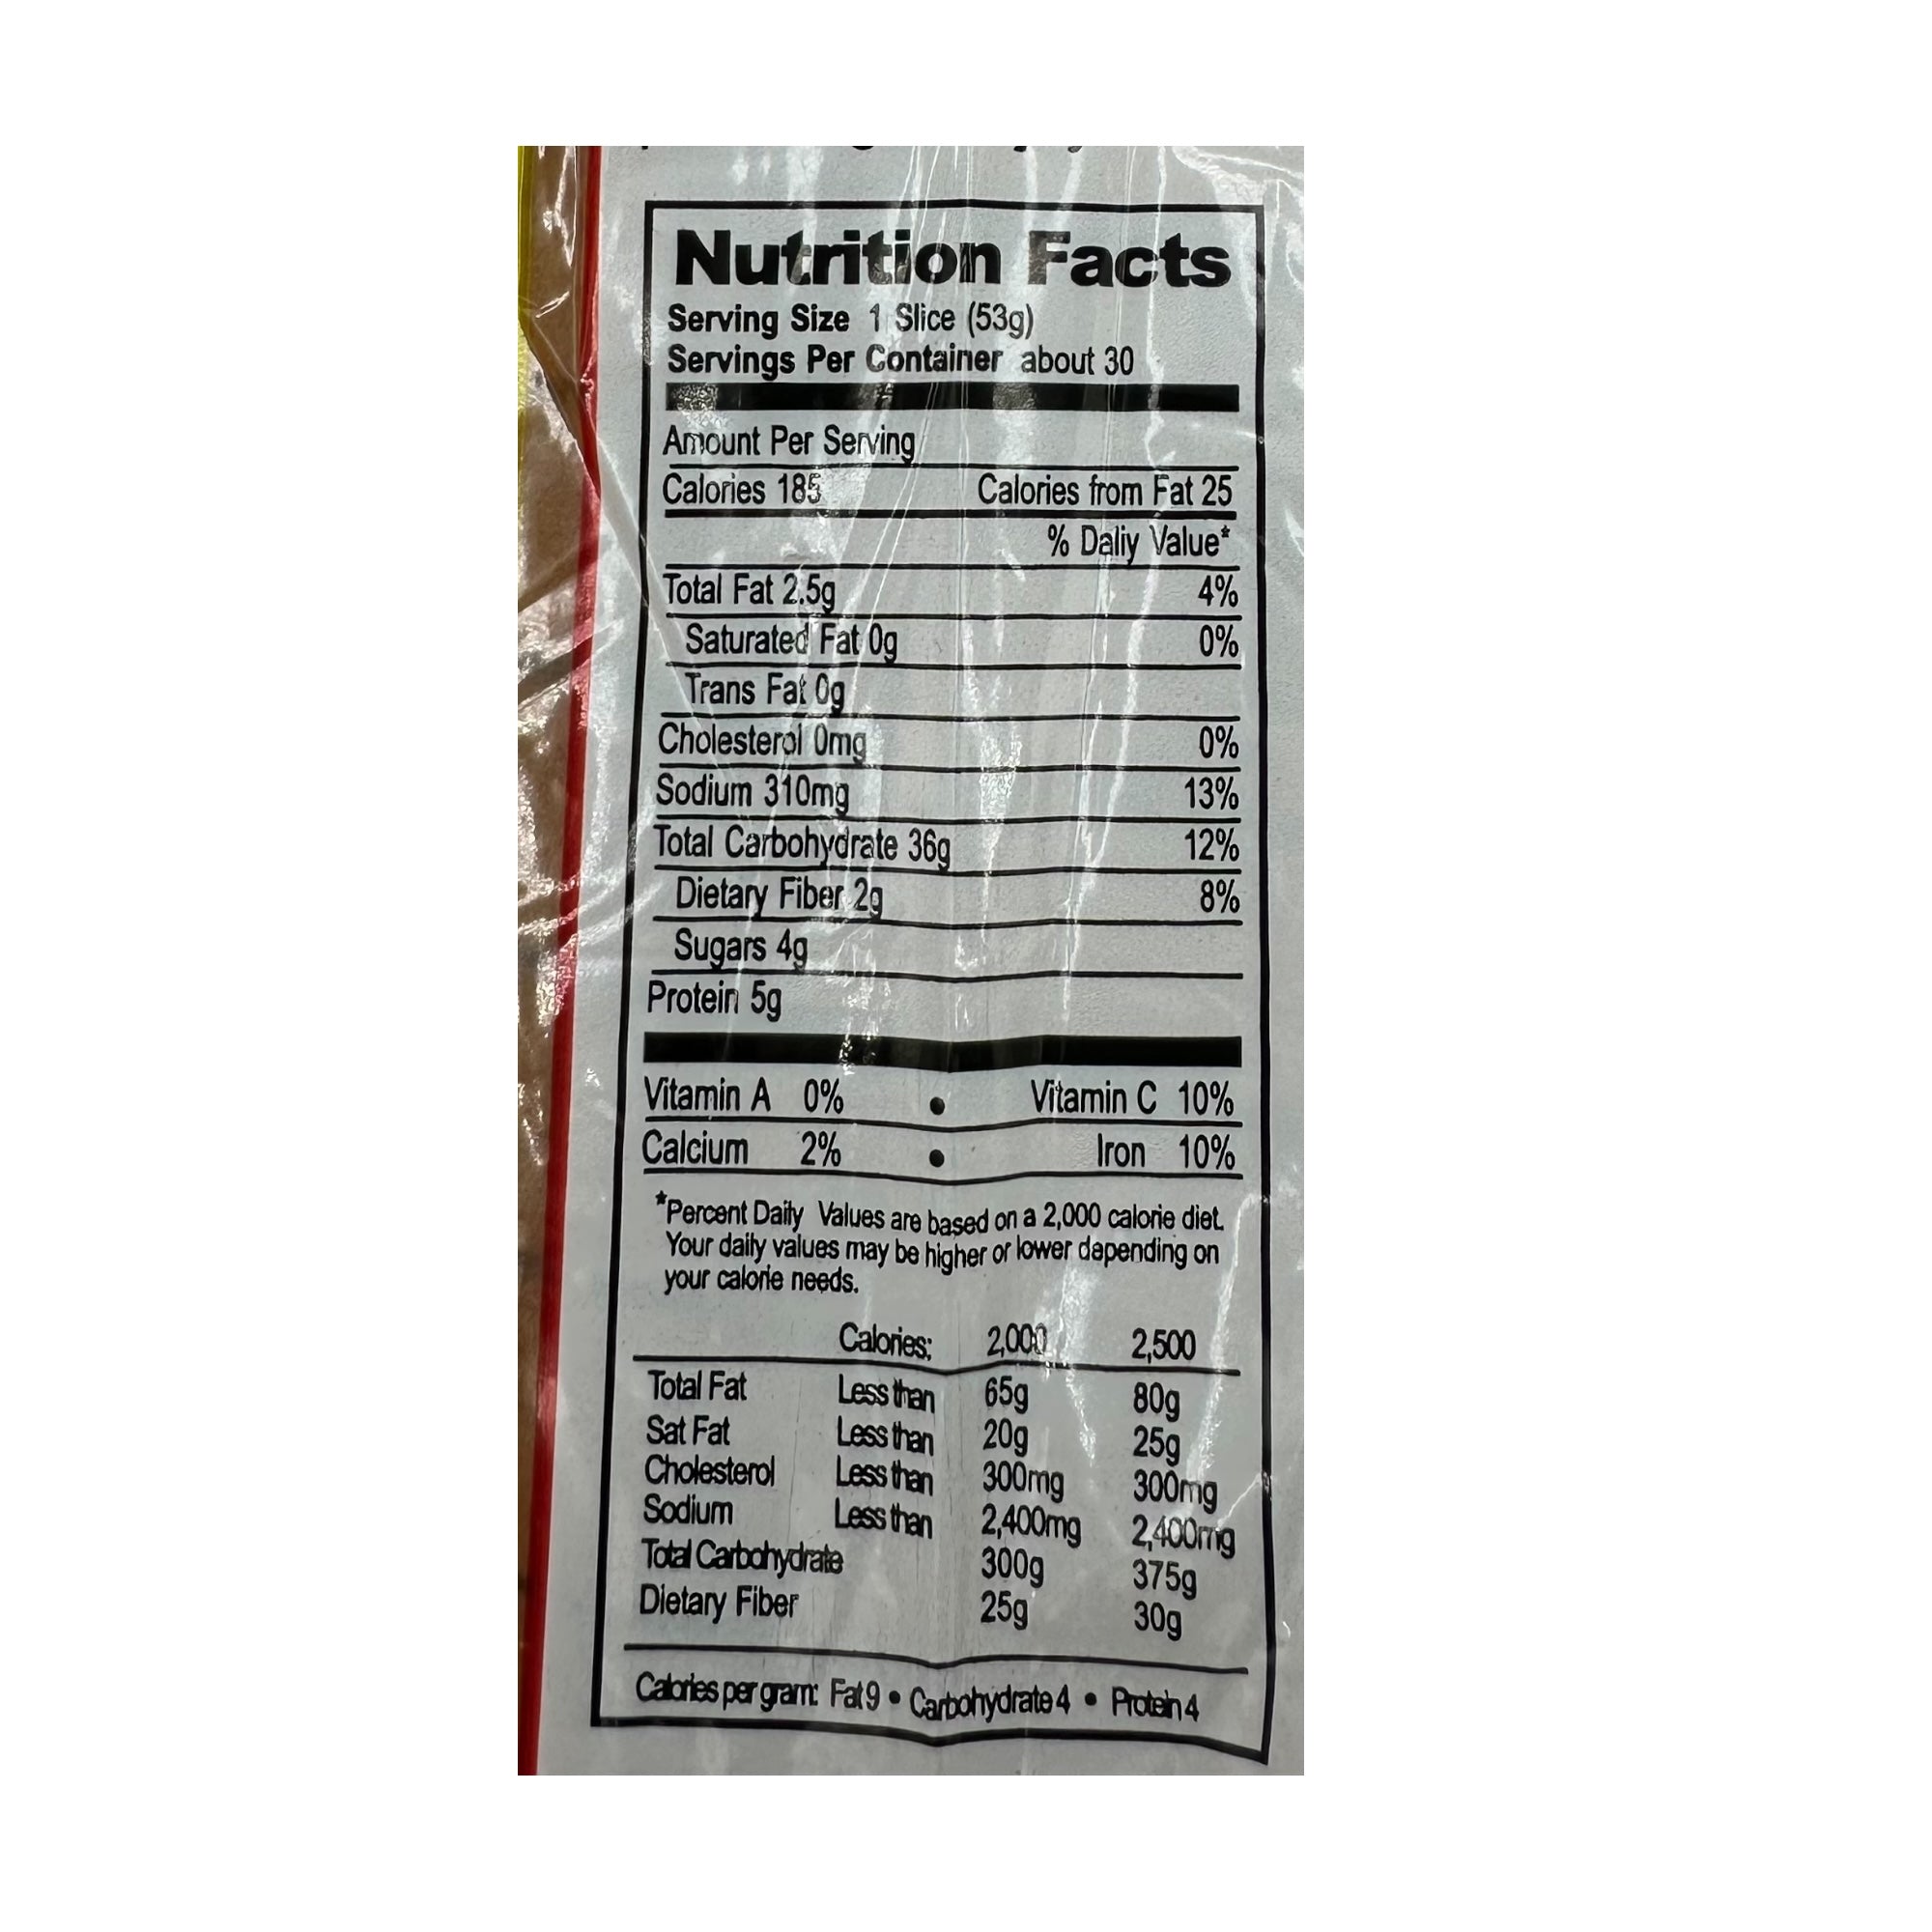 Nutrition Facts
Serving Size 1 Slice (53g)
Servings Per Container about 30
Amount Per Serving
Calories 185 Calories from Fat 25
% Daliy Value*
Total Fat 2.5g 4%
Saturated Fat 0g 0%
Trans Fat 0g
Cholesterol 0mg 0%
Sodium 310mg 13%
Total Carbohydrate 36g 12%
Dietary Fiber 2g 8%
Sugars 4g
Protein 5g
Vitamin A 0% • Vitamin C 10%
Calcium 2% • Iron 10%
*Percent Daily Values are based on a 2,000 calorie diet.
Your daily values may be higher or lower depending on
your calorie needs.
Calories: 2,000 2,500
Total Fat Less than 65g 80g
Sat Fat Less than 20g 25g
Cholesterol Less than 300mg 300mg
Sodium Less than 2,400mg 2,400mg
Total Carbohydrate 300g 375g
Dietary Fiber 25g 30g
Calories per gram: Fat 9 • Carbohydrate 4 • Protein 4